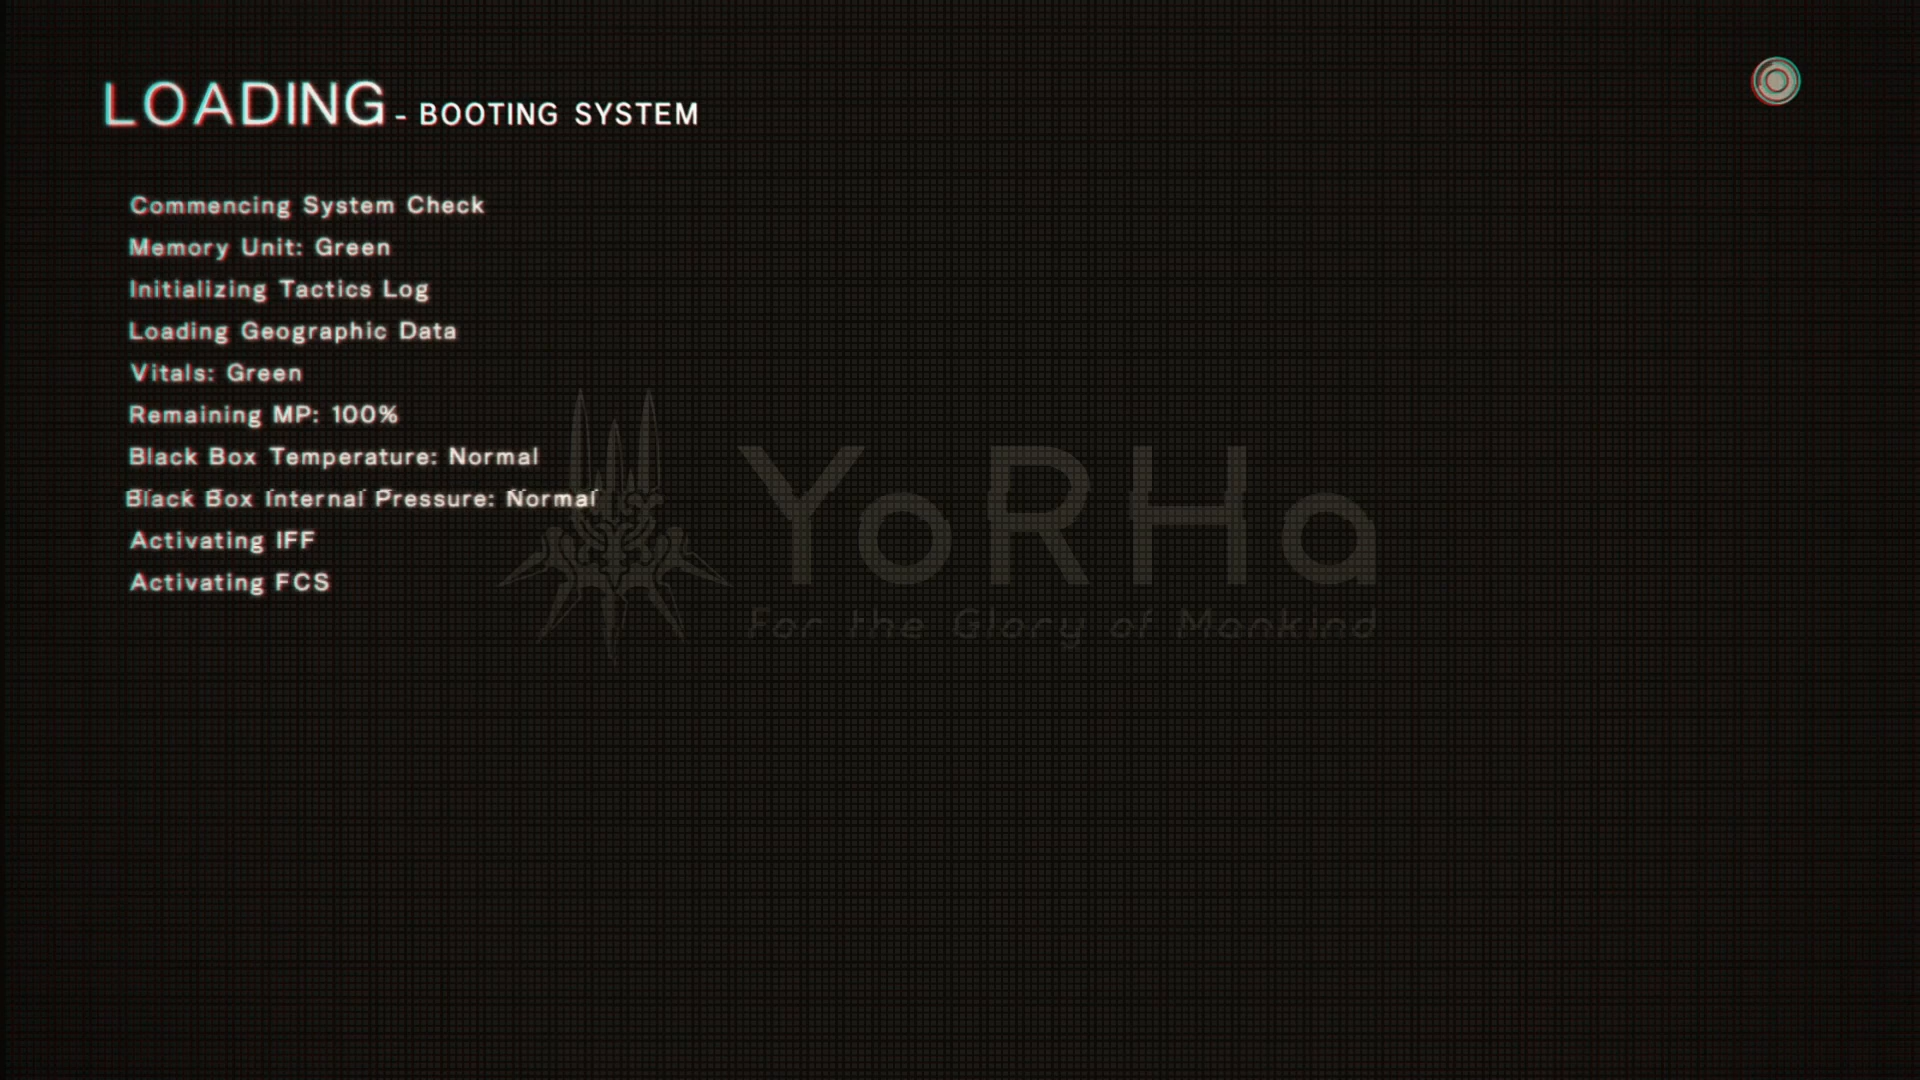 LOADING - BOOTING SYSTEM
Commencing System Check
Memory Unit: Green
Initializing Tactics Log
Loading Geographic Data
Vitals: Green
Remaining MP: 100%
Black Box Temperature: Normal
Black Box Internal Pressure: Normal
Activating IFF
Activating FCS
YoRHa
For the Glory of Mankind